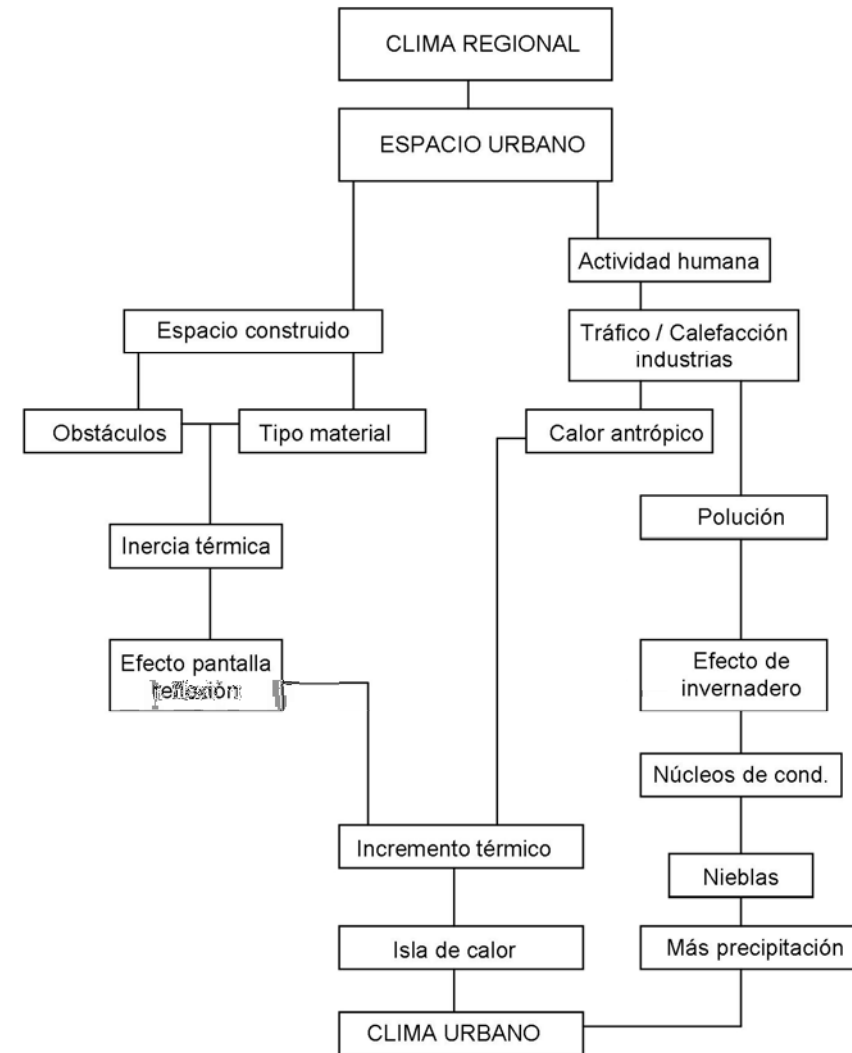 CLIMA REGIONAL
ESPACIO URBANO
Actividad humana
Espacio construido
Tráfico / Calefacción
industrias
Obstáculos
Tipo material
Calor antrópico
Polución
Inercia térmica
Efecto pantalla
reflexión
Efecto de
invernadero
Núcleos de cond.
Incremento térmico
Nieblas
Isla de calor
Más precipitación
CLIMA URBANO